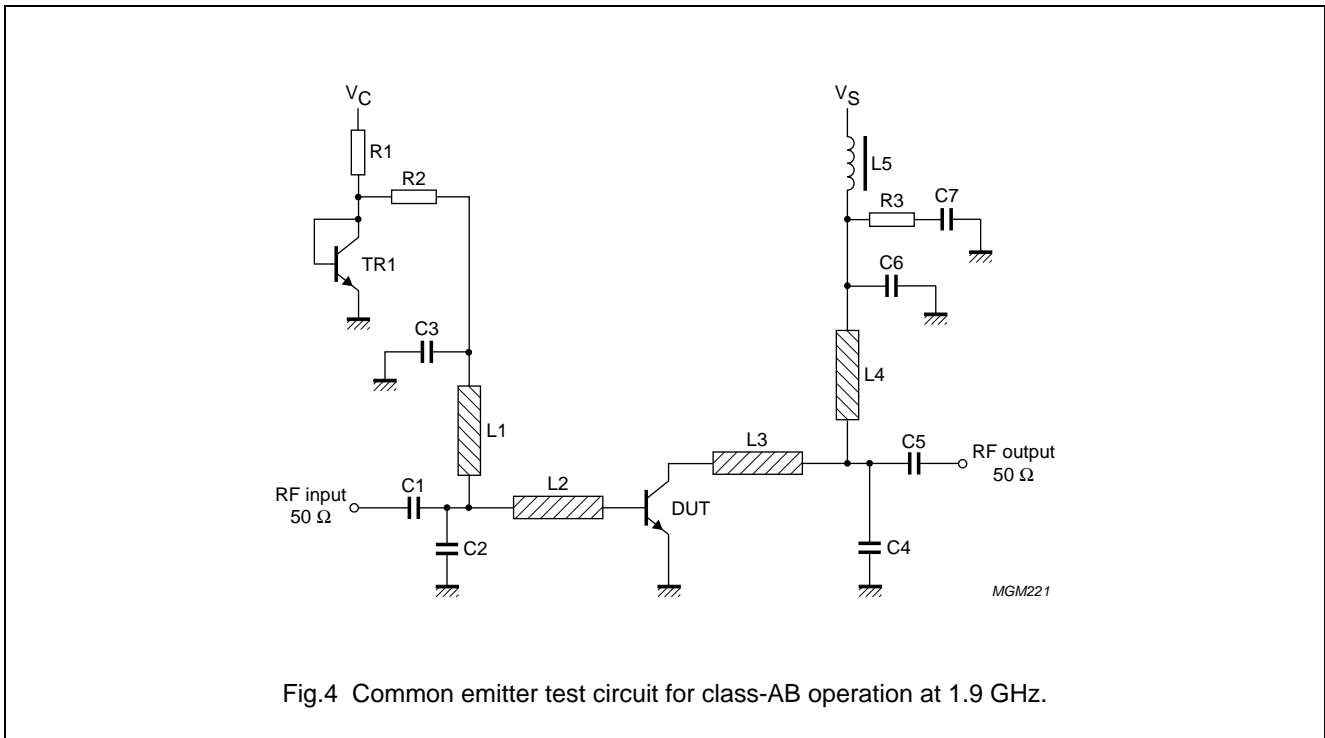 VC
VS
R1
L5
R2
R3
C7
TR1
C6
C3
L4
L1
L3
C5
RF output
50 Ω
L2
C1
RF input
50 Ω
DUT
C2
C4
MGM221
Fig.4 Common emitter test circuit for class-AB operation at 1.9 GHz.